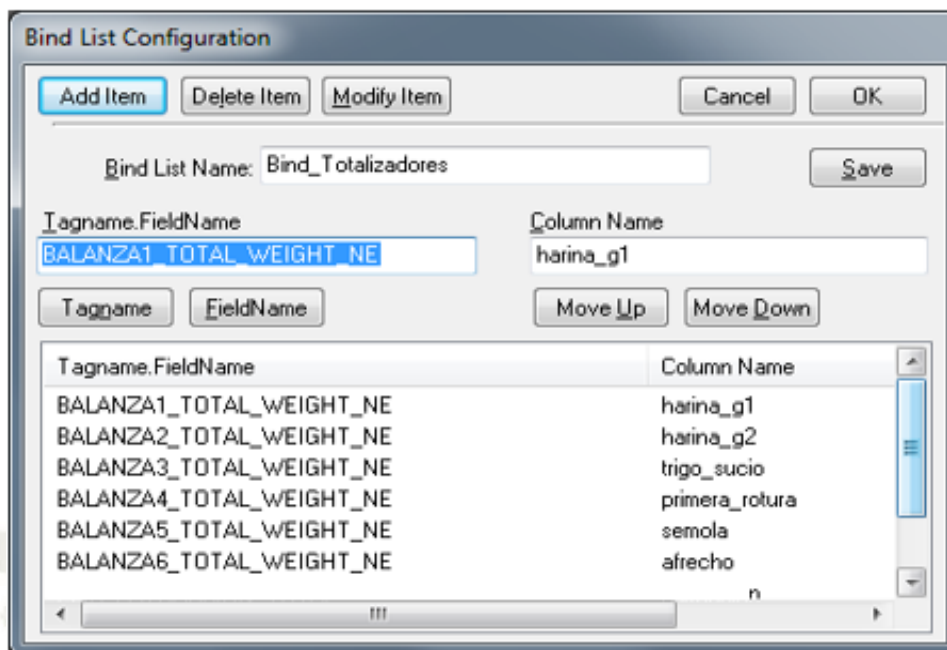 Bind List Configuration
Add Item Delete Item Modify Item Cancel OK
Bind List Name: Bind_Totalizadores Save
Tagname.FieldName Column Name
BALANZA1_TOTAL_WEIGHT_NE harina_g1
Tagname FieldName Move Up Move Down
Tagname.FieldName Column Name
BALANZA1_TOTAL_WEIGHT_NE harina_g1
BALANZA2_TOTAL_WEIGHT_NE harina_g2
BALANZA3_TOTAL_WEIGHT_NE trigo_sucio
BALANZA4_TOTAL_WEIGHT_NE primera_rotura
BALANZA5_TOTAL_WEIGHT_NE semola
BALANZA6_TOTAL_WEIGHT_NE afrecho